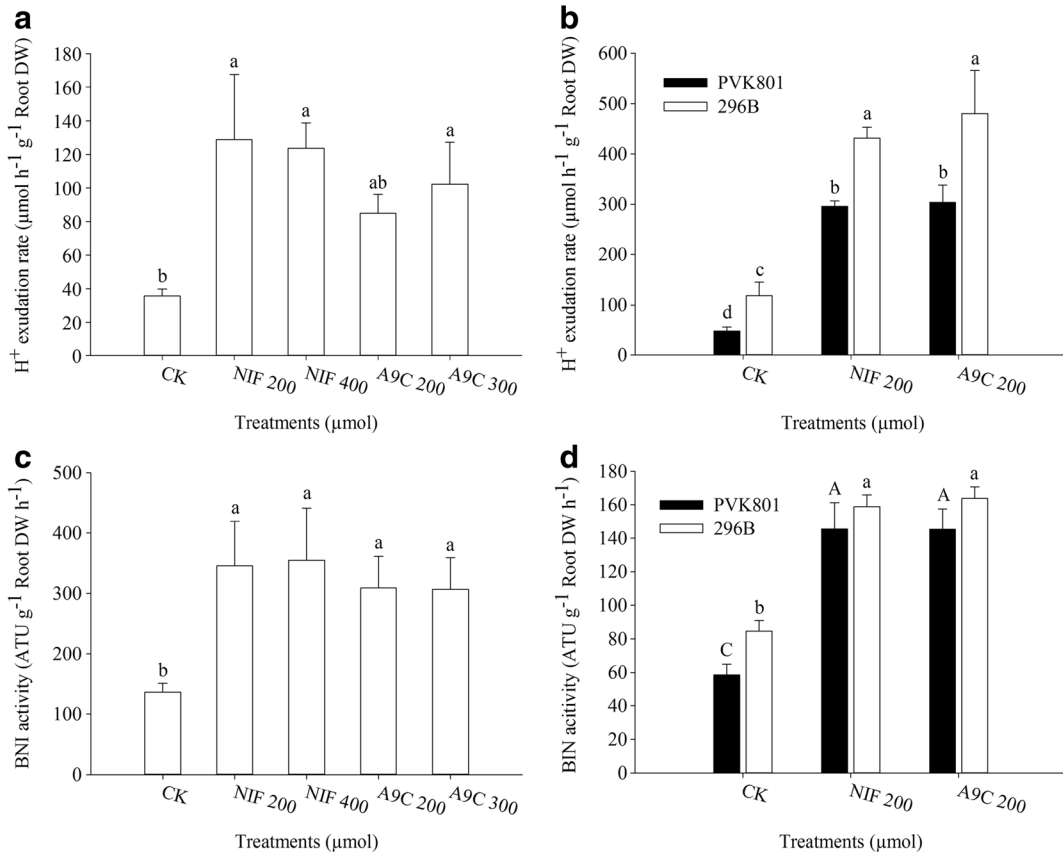 a
H+ exudation rate (µmol h-1 g-1 Root DW)
180
160
140
120
100
80
60
40
20
0
b
a
a
ab
a
CK
NIF 200
NIF 400
A9C 200
A9C 300
Treatments (µmol)
b
H+ exudation rate (µmol h-1 g-1 Root DW)
600
500
400
300
200
100
0
PVK801
296B
d
c
b
a
b
a
CK
NIF 200
A9C 200
Treatments (µmol)
c
BNI activity (ATU g-1 Root DW h-1)
500
400
300
200
100
0
b
a
a
a
a
CK
NIF 200
NIF 400
A9C 200
A9C 300
Treatments (µmol)
d
BIN acitivity (ATU g-1 Root DW h-1)
180
160
140
120
100
80
60
40
20
0
PVK801
296B
C
b
A
a
A
a
CK
NIF 200
A9C 200
Treatments (µmol)